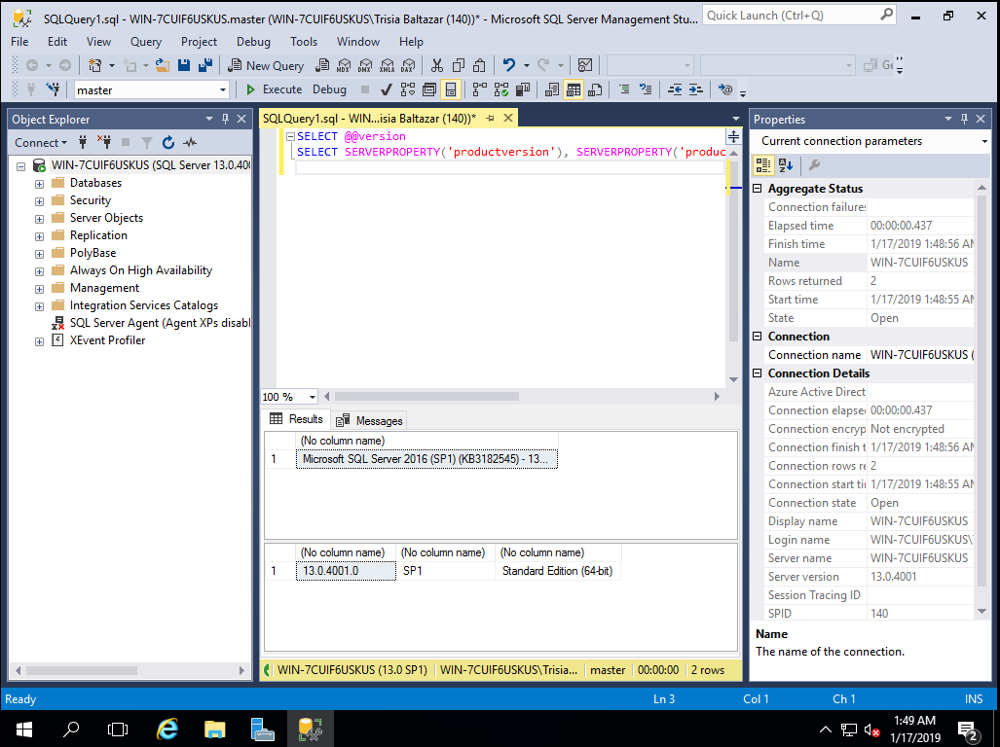 SQLQuery1.sql - WIN-7CUIF6USKUS.master (WIN-7CUIF6USKUS\Trisia Baltazar (140))* - Microsoft SQL Server Management Stu...
Quick Launch (Ctrl+Q)
File Edit View Query Project Debug Tools Window Help
New Query MDX DMX XMLA DAX
master Execute Debug
Object Explorer
Connect
WIN-7CUIF6USKUS (SQL Server 13.0.400
Databases
Security
Server Objects
Replication
PolyBase
Always On High Availability
Management
Integration Services Catalogs
SQL Server Agent (Agent XPs disabl
XEvent Profiler
SQLQuery1.sql - WIN...isia Baltazar (140))*
SELECT @@version
SELECT SERVERPROPERTY('productversion'), SERVERPROPERTY('produc
100 %
Results Messages
(No column name)
1 Microsoft SQL Server 2016 (SP1) (KB3182545) - 13...
(No column name) (No column name) (No column name)
1 13.0.4001.0 SP1 Standard Edition (64-bit)
WIN-7CUIF6USKUS (13.0 SP1) WIN-7CUIF6USKUS\Trisia... master 00:00:00 2 rows
Properties
Current connection parameters
Aggregate Status
Connection failures
Elapsed time 00:00:00.437
Finish time 1/17/2019 1:48:56 AM
Name WIN-7CUIF6USKUS
Rows returned 2
Start time 1/17/2019 1:48:55 AM
State Open
Connection
Connection name WIN-7CUIF6USKUS (
Connection Details
Azure Active Direct
Connection elapse 00:00:00.437
Connection encryp Not encrypted
Connection finish t 1/17/2019 1:48:56 AM
Connection rows re 2
Connection start ti 1/17/2019 1:48:55 AM
Connection state Open
Display name WIN-7CUIF6USKUS
Login name WIN-7CUIF6USKUS\
Server name WIN-7CUIF6USKUS
Server version 13.0.4001
Session Tracing ID
SPID 140
Name
The name of the connection.
Ready Ln 3 Col 1 Ch 1 INS
1:49 AM
1/17/2019
2